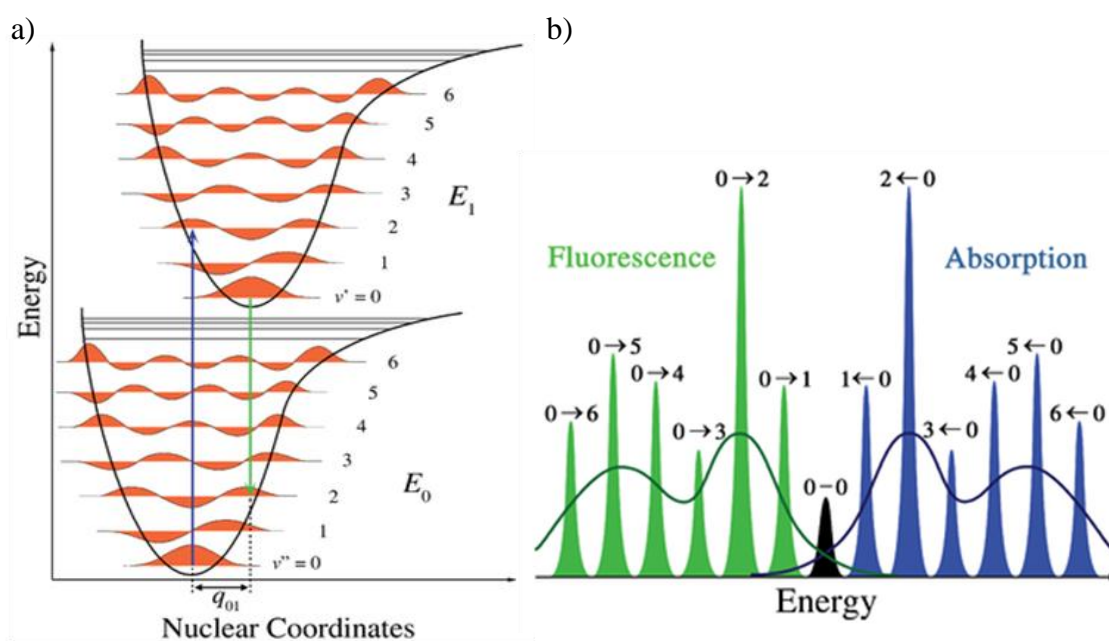 a)
Energy
6
5
4
3
E1
2
1
v' = 0
6
5
4
3
E0
2
1
v'' = 0
q01
Nuclear Coordinates
b)
0→2
2←0
Fluorescence
Absorption
0→5
5←0
0→4
0→1
1←0
4←0
0→6
0→3
3←0
6←0
0-0
Energy